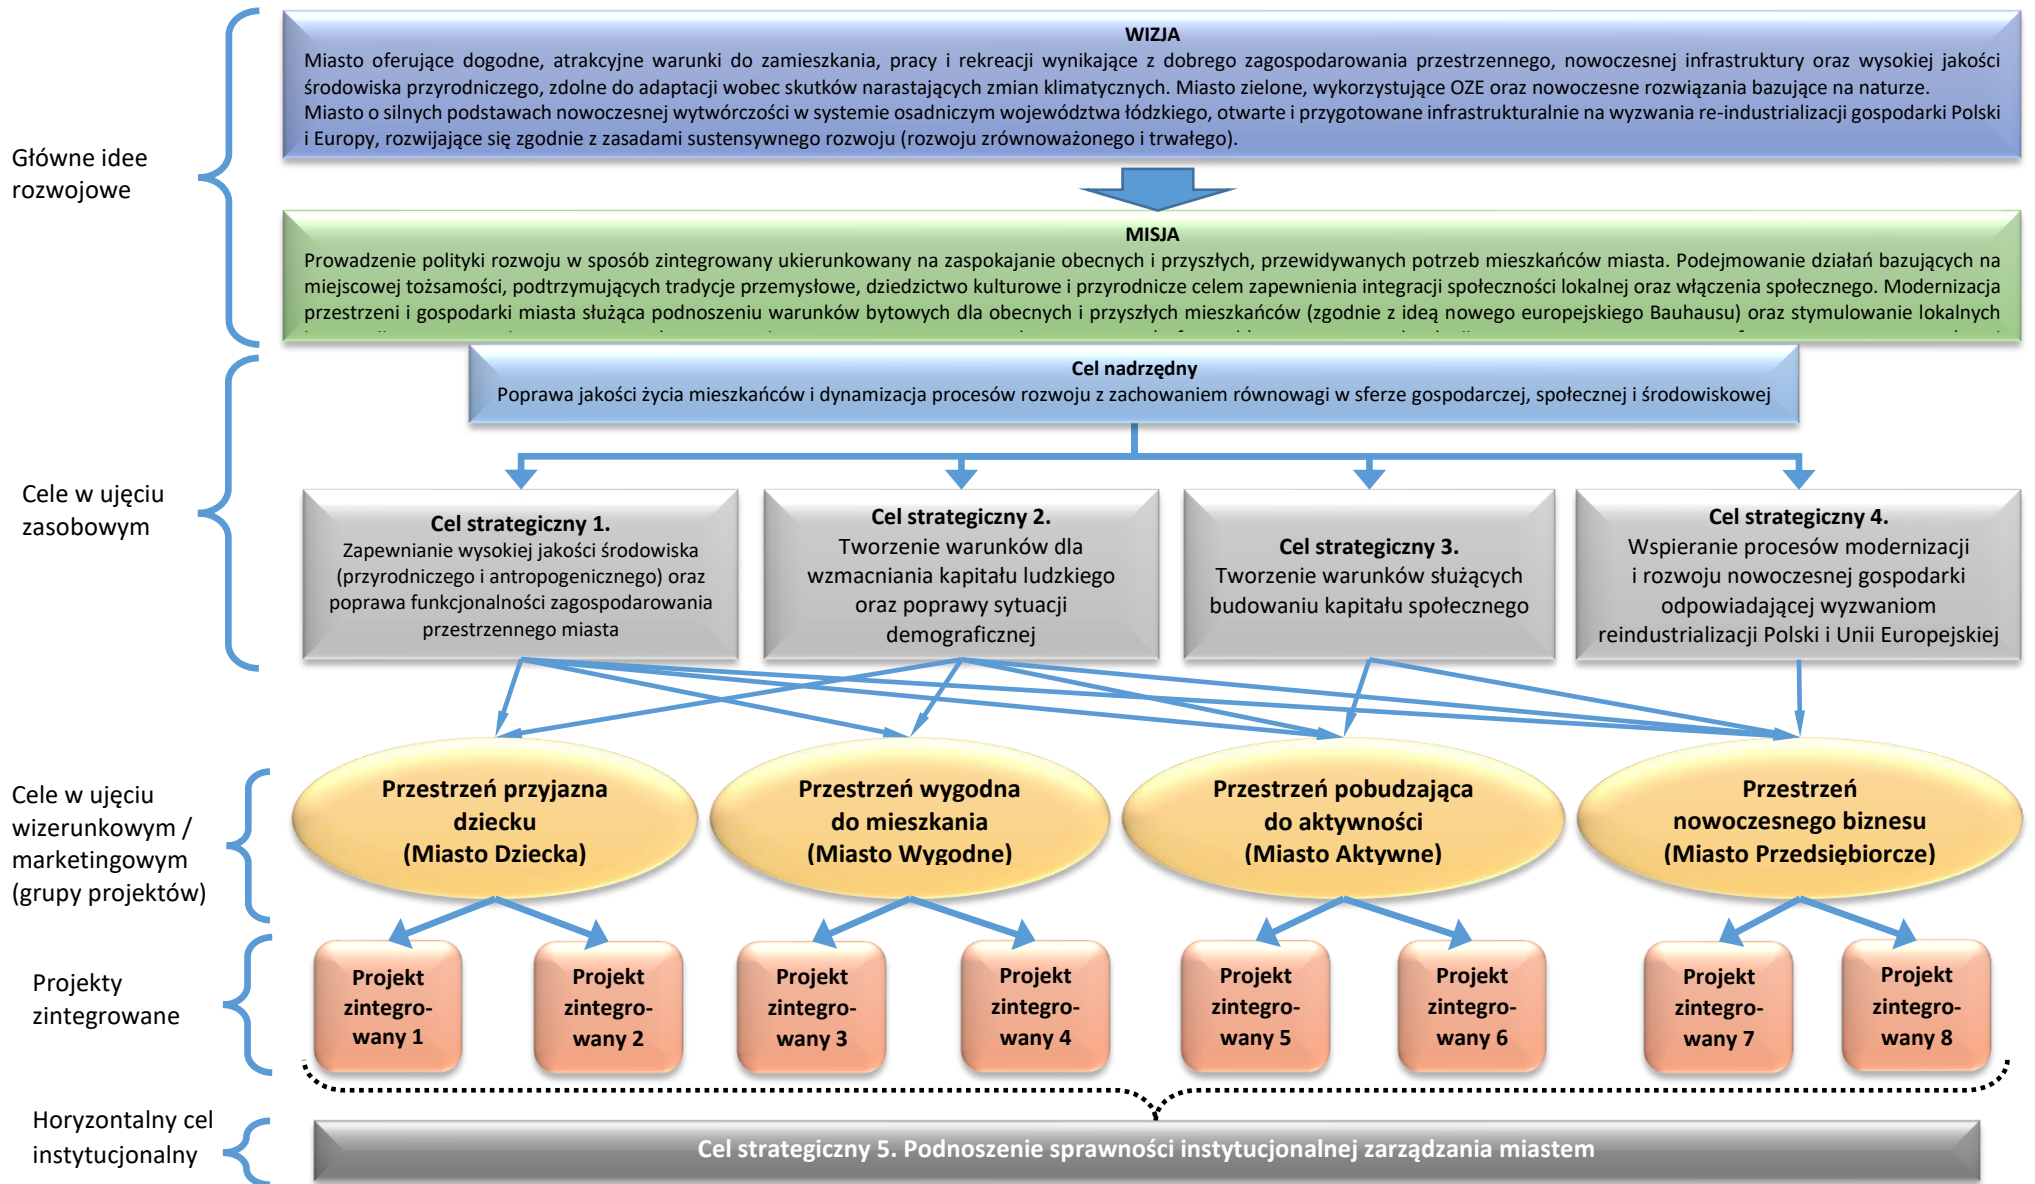 WIZJA
Miasto oferujące dogodne, atrakcyjne warunki do zamieszkania, pracy i rekreacji wynikające z dobrego zagospodarowania przestrzennego, nowoczesnej infrastruktury oraz wysokiej jakości
środowiska przyrodniczego, zdolne do adaptacji wobec skutków narastających zmian klimatycznych. Miasto zielone, wykorzystujące OZE oraz nowoczesne rozwiązania bazujące na naturze.
Miasto o silnych podstawach nowoczesnej wytwórczości w systemie osadniczym województwa łódzkiego, otwarte i przygotowane infrastrukturalnie na wyzwania re-industrializacji gospodarki Polski
i Europy, rozwijające się zgodnie z zasadami sustensywnego rozwoju (rozwoju zrównoważonego i trwałego).
Główne idee
rozwojowe
MISJA
Prowadzenie polityki rozwoju w sposób zintegrowany ukierunkowany na zaspokajanie obecnych i przyszłych, przewidywanych potrzeb mieszkańców miasta. Podejmowanie działań bazujących na
miejscowej tożsamości, podtrzymujących tradycje przemysłowe, dziedzictwo kulturowe i przyrodnicze celem zapewnienia integracji społeczności lokalnej oraz włączenia społecznego. Modernizacja
przestrzeni i gospodarki miasta służąca podnoszeniu warunków bytowych dla obecnych i przyszłych mieszkańców (zgodnie z ideą nowego europejskiego Bauhausu) oraz stymulowanie lokalnych
Cel nadrzędny
Poprawa jakości życia mieszkańców i dynamizacja procesów rozwoju z zachowaniem równowagi w sferze gospodarczej, społecznej i środowiskowej
Cele w ujęciu
zasobowym
Cel strategiczny 1.
Zapewnianie wysokiej jakości środowiska
(przyrodniczego i antropogenicznego) oraz
poprawa funkcjonalności zagospodarowania
przestrzennego miasta
Cel strategiczny 2.
Tworzenie warunków dla
wzmacniania kapitału ludzkiego
oraz poprawy sytuacji
demograficznej
Cel strategiczny 3.
Tworzenie warunków służących
budowaniu kapitału społecznego
Cel strategiczny 4.
Wspieranie procesów modernizacji
i rozwoju nowoczesnej gospodarki
odpowiadającej wyzwaniom
reindustrializacji Polski i Unii Europejskiej
Cele w ujęciu
wizerunkowym /
marketingowym
(grupy projektów)
Przestrzeń przyjazna
dziecku
(Miasto Dziecka)
Przestrzeń wygodna
do mieszkania
(Miasto Wygodne)
Przestrzeń pobudzająca
do aktywności
(Miasto Aktywne)
Przestrzeń
nowoczesnego biznesu
(Miasto Przedsiębiorcze)
Projekty
zintegrowane
Projekt
zintegro-
wany 1
Projekt
zintegro-
wany 2
Projekt
zintegro-
wany 3
Projekt
zintegro-
wany 4
Projekt
zintegro-
wany 5
Projekt
zintegro-
wany 6
Projekt
zintegro-
wany 7
Projekt
zintegro-
wany 8
Horyzontalny cel
instytucjonalny
Cel strategiczny 5. Podnoszenie sprawności instytucjonalnej zarządzania miastem